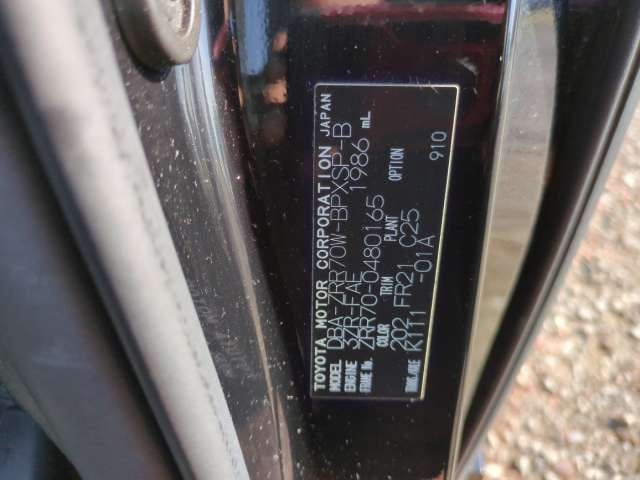 TOYOTA MOTOR CORPORATION JAPAN
MODEL DBA-ZRR70W-BPXSP-B
ENGINE 3ZR-FAE 1986 mL
FRAME No. ZRR70-0480165
COLOR TRIM PLANT OPTION
202 FR21 C25
TRANS./AXLE K111 -01A 910